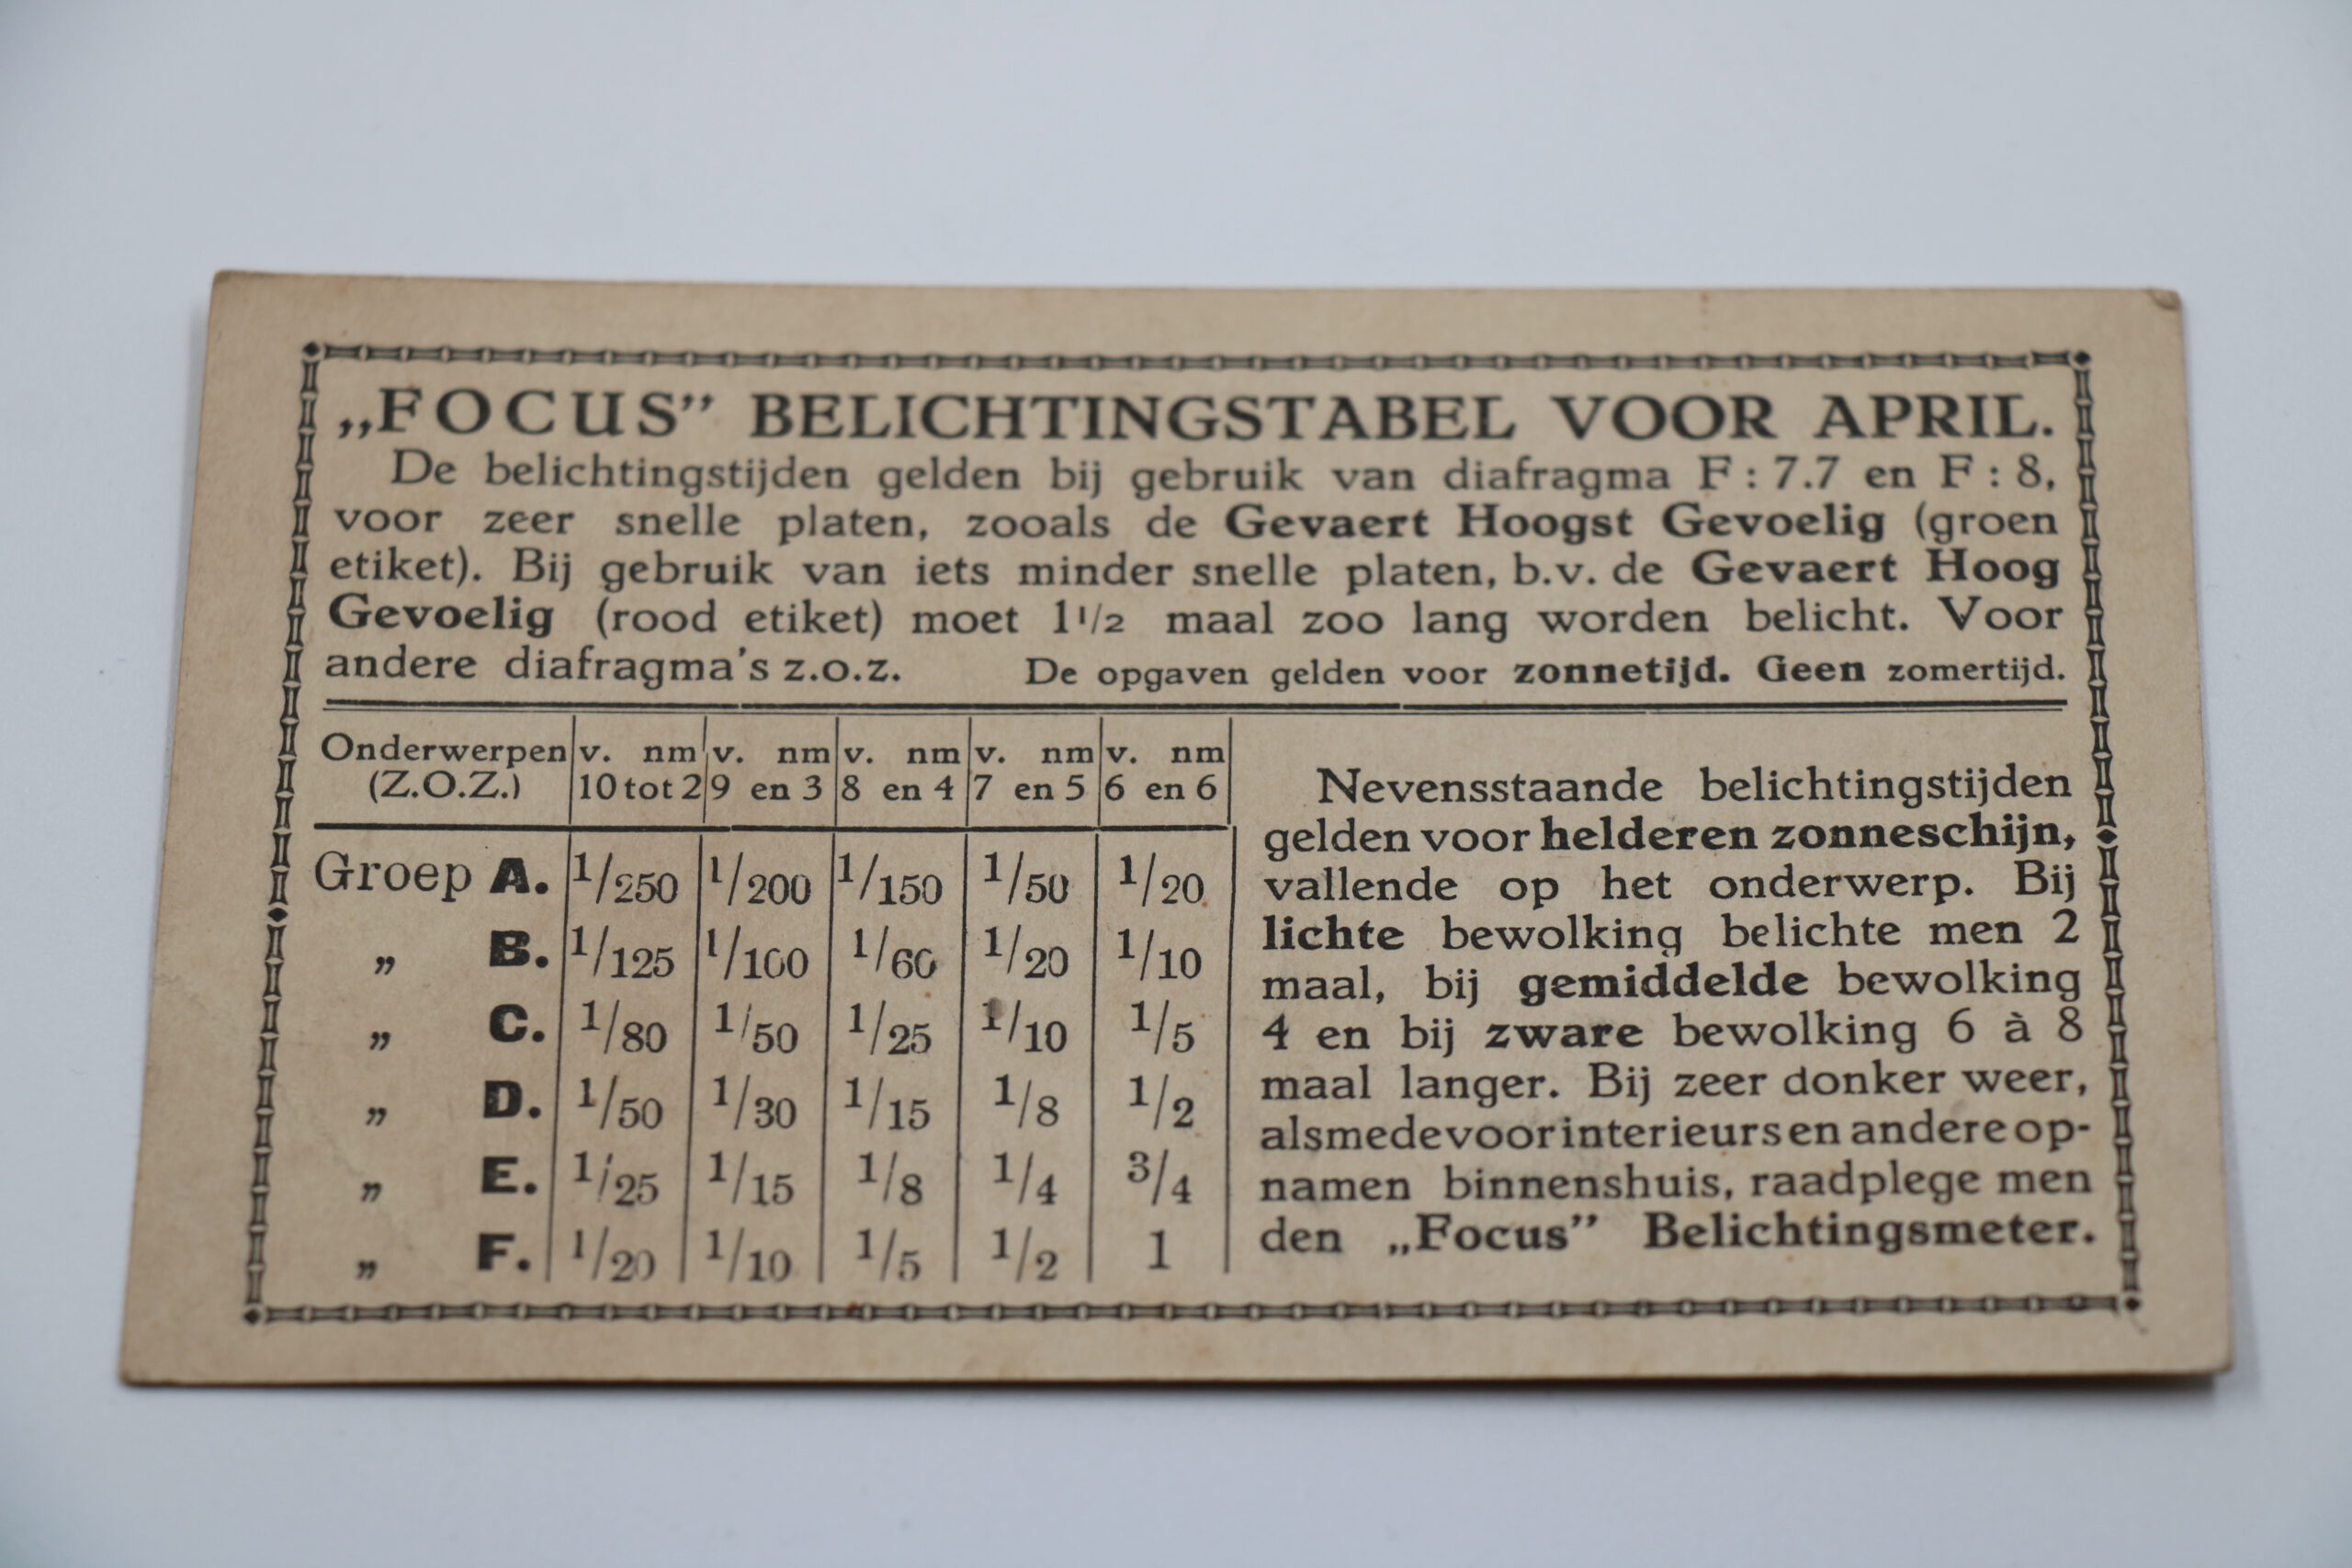 „FOCUS” BELICHTINGSTABEL VOOR APRIL.
De belichtingstijden gelden bij gebruik van diafragma F : 7.7 en F : 8,
voor zeer snelle platen, zooals de Gevaert Hoogst Gevoelig (groen
etiket). Bij gebruik van iets minder snelle platen, b.v. de Gevaert Hoog
Gevoelig (rood etiket) moet 1 1/2 maal zoo lang worden belicht. Voor
andere diafragma's z.o.z. De opgaven gelden voor zonnetijd. Geen zomertijd.
Onderwerpen v. nm v. nm v. nm v. nm v. nm
(Z.O.Z.) 10 tot 2 9 en 3 8 en 4 7 en 5 6 en 6
Groep A. 1/250 1/200 1/150 1/50 1/20
„ B. 1/125 1/100 1/60 1/20 1/10
„ C. 1/80 1/50 1/25 1/10 1/5
„ D. 1/50 1/30 1/15 1/8 1/2
„ E. 1/25 1/15 1/8 1/4 3/4
„ F. 1/20 1/10 1/5 1/2 1
Nevensstaande belichtingstijden
gelden voor helderen zonneschijn,
vallende op het onderwerp. Bij
lichte bewolking belichte men 2
maal, bij gemiddelde bewolking
4 en bij zware bewolking 6 à 8
maal langer. Bij zeer donker weer,
alsmede voor interieurs en andere op-
namen binnenshuis, raadplege men
den „Focus” Belichtingsmeter.